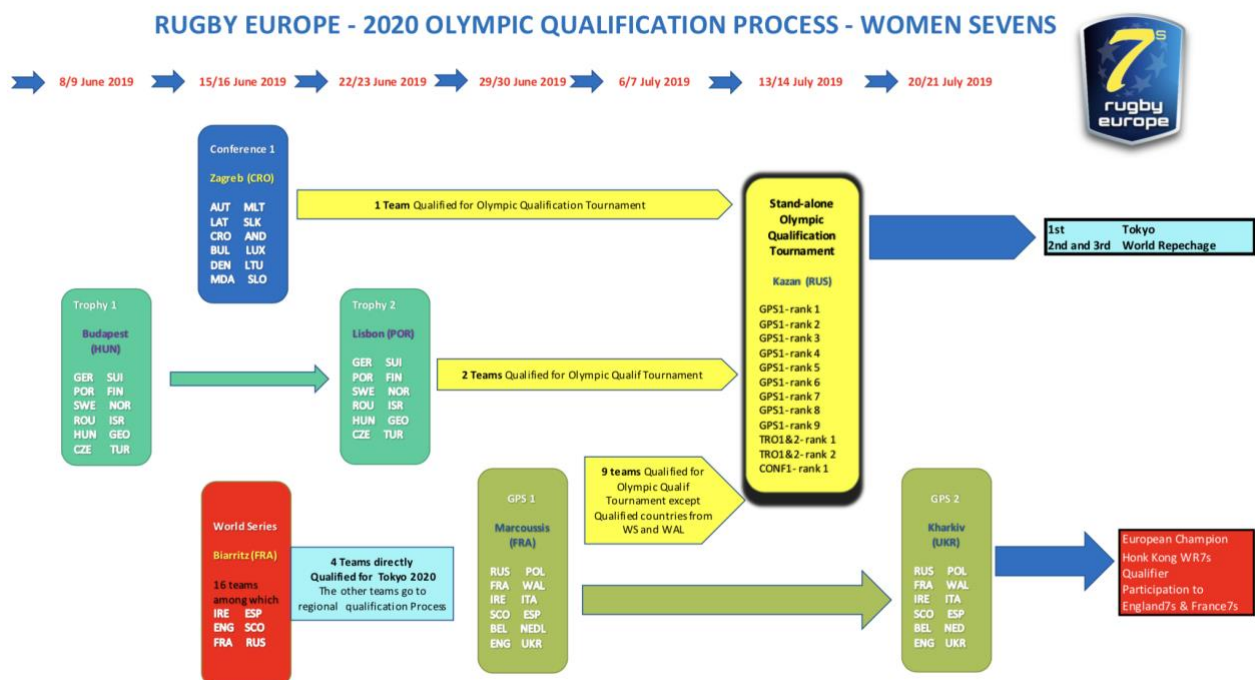 RUGBY EUROPE - 2020 OLYMPIC QUALIFICATION PROCESS - WOMEN SEVENS
7s
rugby
europe
8/9 June 2019
15/16 June 2019
22/23 June 2019
29/30 June 2019
6/7 July 2019
13/14 July 2019
20/21 July 2019
Conference 1
Zagreb (CRO)
AUT MLT
LAT SLK
CRO AND
BUL LUX
DEN LTU
MDA SLO
1 Team Qualified for Olympic Qualification Tournament
Stand-alone
Olympic
Qualification
Tournament
Kazan (RUS)
GPS1- rank 1
GPS1- rank 2
GPS1- rank 3
GPS1- rank 4
GPS1- rank 5
GPS1- rank 6
GPS1- rank 7
GPS1- rank 8
GPS1- rank 9
TRO1&2- rank 1
TRO1&2- rank 2
CONF1- rank 1
1st Tokyo
2nd and 3rd World Repechage
Trophy 1
Budapest
(HUN)
GER SUI
POR FIN
SWE NOR
ROU ISR
HUN GEO
CZE TUR
Trophy 2
Lisbon (POR)
GER SUI
POR FIN
SWE NOR
ROU ISR
HUN GEO
CZE TUR
2 Teams Qualified for Olympic Qualif Tournament
World Series
Biarritz (FRA)
16 teams
among which
IRE ESP
ENG SCO
FRA RUS
4 Teams directly
Qualified for Tokyo 2020
The other teams go to
regional qualification Process
GPS 1
Marcoussis
(FRA)
RUS POL
FRA WAL
IRE ITA
SCO ESP
BEL NEDL
ENG UKR
9 teams Qualified for
Olympic Qualif
Tournament except
Qualified countries from
WS and WAL
GPS 2
Kharkiv
(UKR)
RUS POL
FRA WAL
IRE ITA
SCO ESP
BEL NED
ENG UKR
European Champion
Honk Kong WR7s
Qualifier
Participation to
England7s & France7s